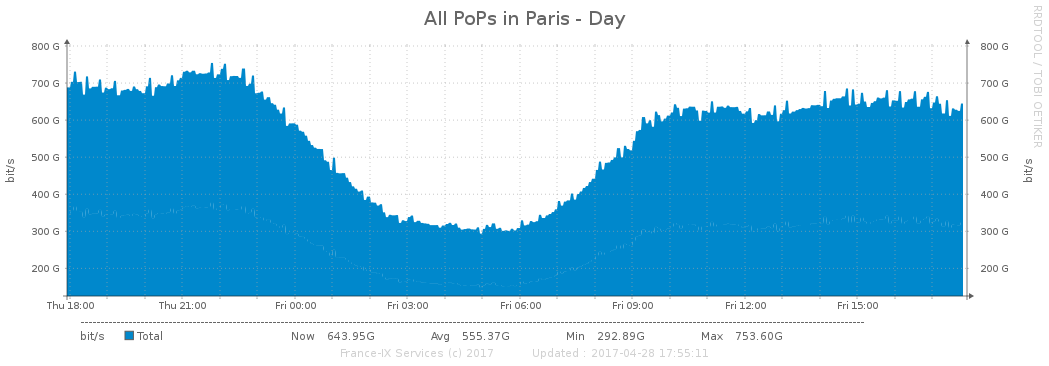 All PoPs in Paris - Day
RRDTOOL / TOBI OETIKER
bit/s
800 G 800 G
700 G 700 G
600 G 600 G
500 G 500 G
400 G 400 G
300 G 300 G
200 G 200 G
bit/s
Thu 18:00 Thu 21:00 Fri 00:00 Fri 03:00 Fri 06:00 Fri 09:00 Fri 12:00 Fri 15:00
bit/s Total Now 643.95G Avg 555.37G Min 292.89G Max 753.60G
France-IX Services (c) 2017 Updated : 2017-04-28 17:55:11